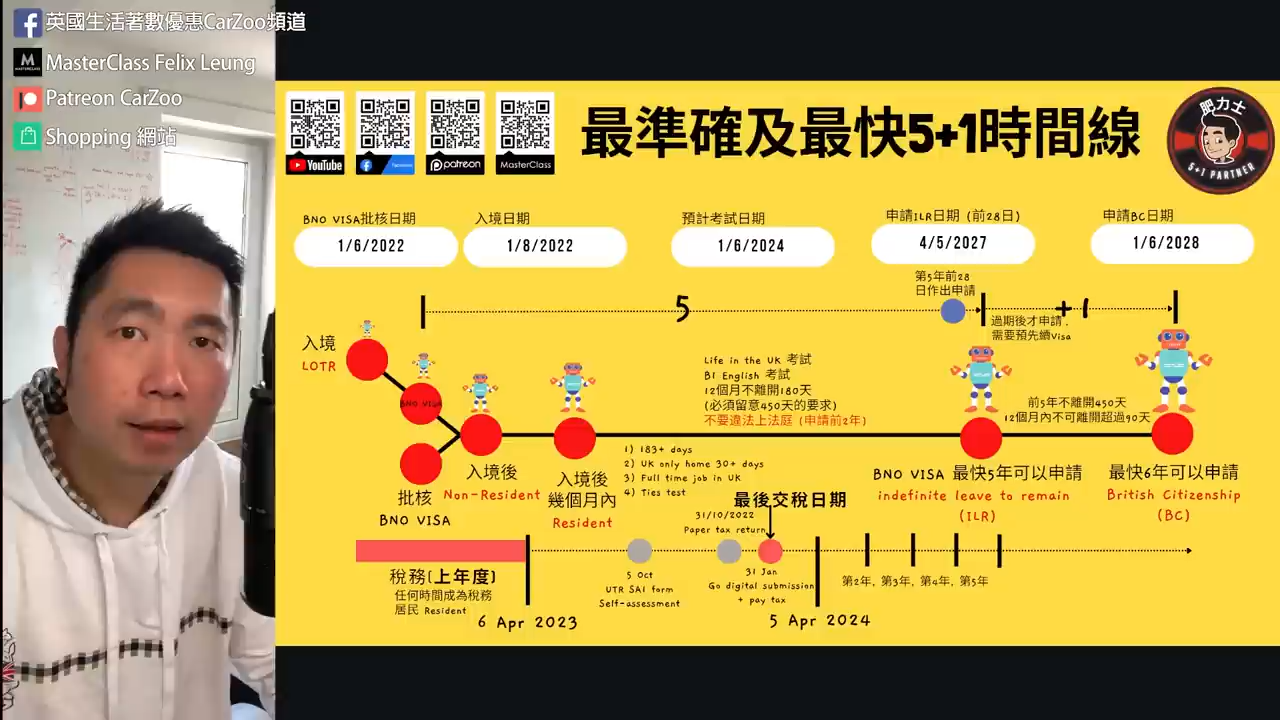 英國生活著數優惠CarZoo頻道
MasterClass Felix Leung
Patreon CarZoo
Shopping 網站
YouTube
patreon
MasterClass
最準確及最快5+1時間線
肥力士
5+1 PARTNER
BNO VISA批核日期
入境日期
預計考試日期
申請ILR日期 (前28日)
申請BC日期
1/6/2022
1/8/2022
1/6/2024
4/5/2027
1/6/2028
第5年前28
日作出申請
5
+1
過期後才申請,
需要預先續Visa
入境
LOTR
BNO VISA
Life in the UK 考試
B1 English 考試
12個月不離開180天
(必須留意450天的要求)
不要違法上法庭 (申請前2年)
前5年不離開450天
12個月內不可離開超過90天
批核
BNO VISA
入境後
Non-Resident
入境後
幾個月內
Resident
1) 183+ days
2) UK only home 30+ days
3) Full time job in UK
4) Ties test
BNO VISA 最快5年可以申請
indefinite leave to remain
(ILR)
最快6年可以申請
British Citizenship
(BC)
最後交稅日期
31/10/2022
Paper tax return
稅務(上年度)
任何時間成為稅務
居民 Resident
6 Apr 2023
5 Oct
UTR SA1 form
Self-assessment
31 Jan
Go digital submission
+ pay tax
5 Apr 2024
第2年, 第3年, 第4年, 第5年